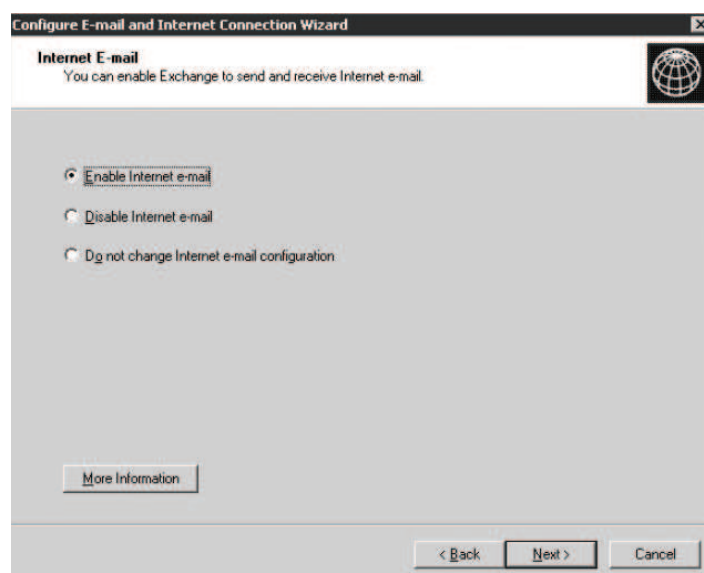 Configure E-mail and Internet Connection Wizard
Internet E-mail
You can enable Exchange to send and receive Internet e-mail.
Enable Internet e-mail
Disable Internet e-mail
Do not change Internet e-mail configuration
More Information
< Back
Next >
Cancel